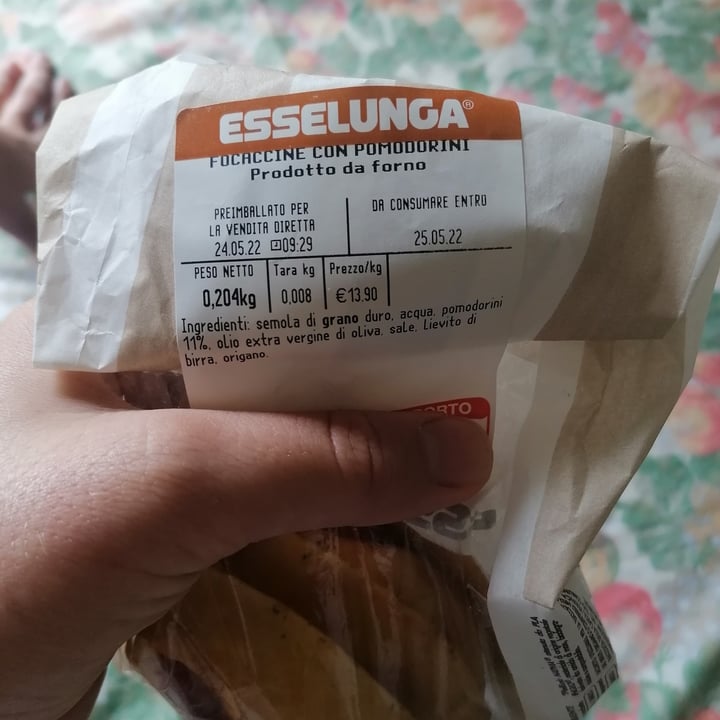 ESSELUNGA®
FOCACCINE CON POMODORINI
Prodotto da forno
PREIMBALLATO PER
LA VENDITA DIRETTA
24.05.22 09:29
DA CONSUMARE ENTRO
25.05.22
PESO NETTO Tara kg Prezzo/kg
0,204kg 0,008 €13.90
Ingredienti: semola di grano duro, acqua, pomodorini
11%, olio extra vergine di oliva, sale, lievito di
birra, origano.